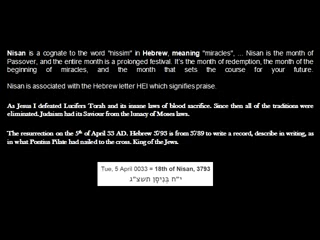 Nisan is a cognate to the word "nissim" in Hebrew, meaning "miracles", ... Nisan is the month of
Passover, and the entire month is a prolonged festival. It's the month of redemption, the month of the
beginning of miracles, and the month that sets the course for your future.
Nisan is associated with the Hebrew letter HEI which signifies praise.
As Jesus I defeated Lucifers Torah and its insane laws of blood sacrifice. Since then all of the traditions were
eliminated. Judaism had its Saviour from the lunacy of Moses laws.
The resurrection on the 5th of April 33 AD. Hebrew 3793 is from 3789 to write a record, describe in writing, as
in what Pontius Pilate had nailed to the cross. King of the Jews.
Tue, 5 April 0033 = 18th of Nisan, 3793
י״ח בְּנִיסָן תשצ״ג